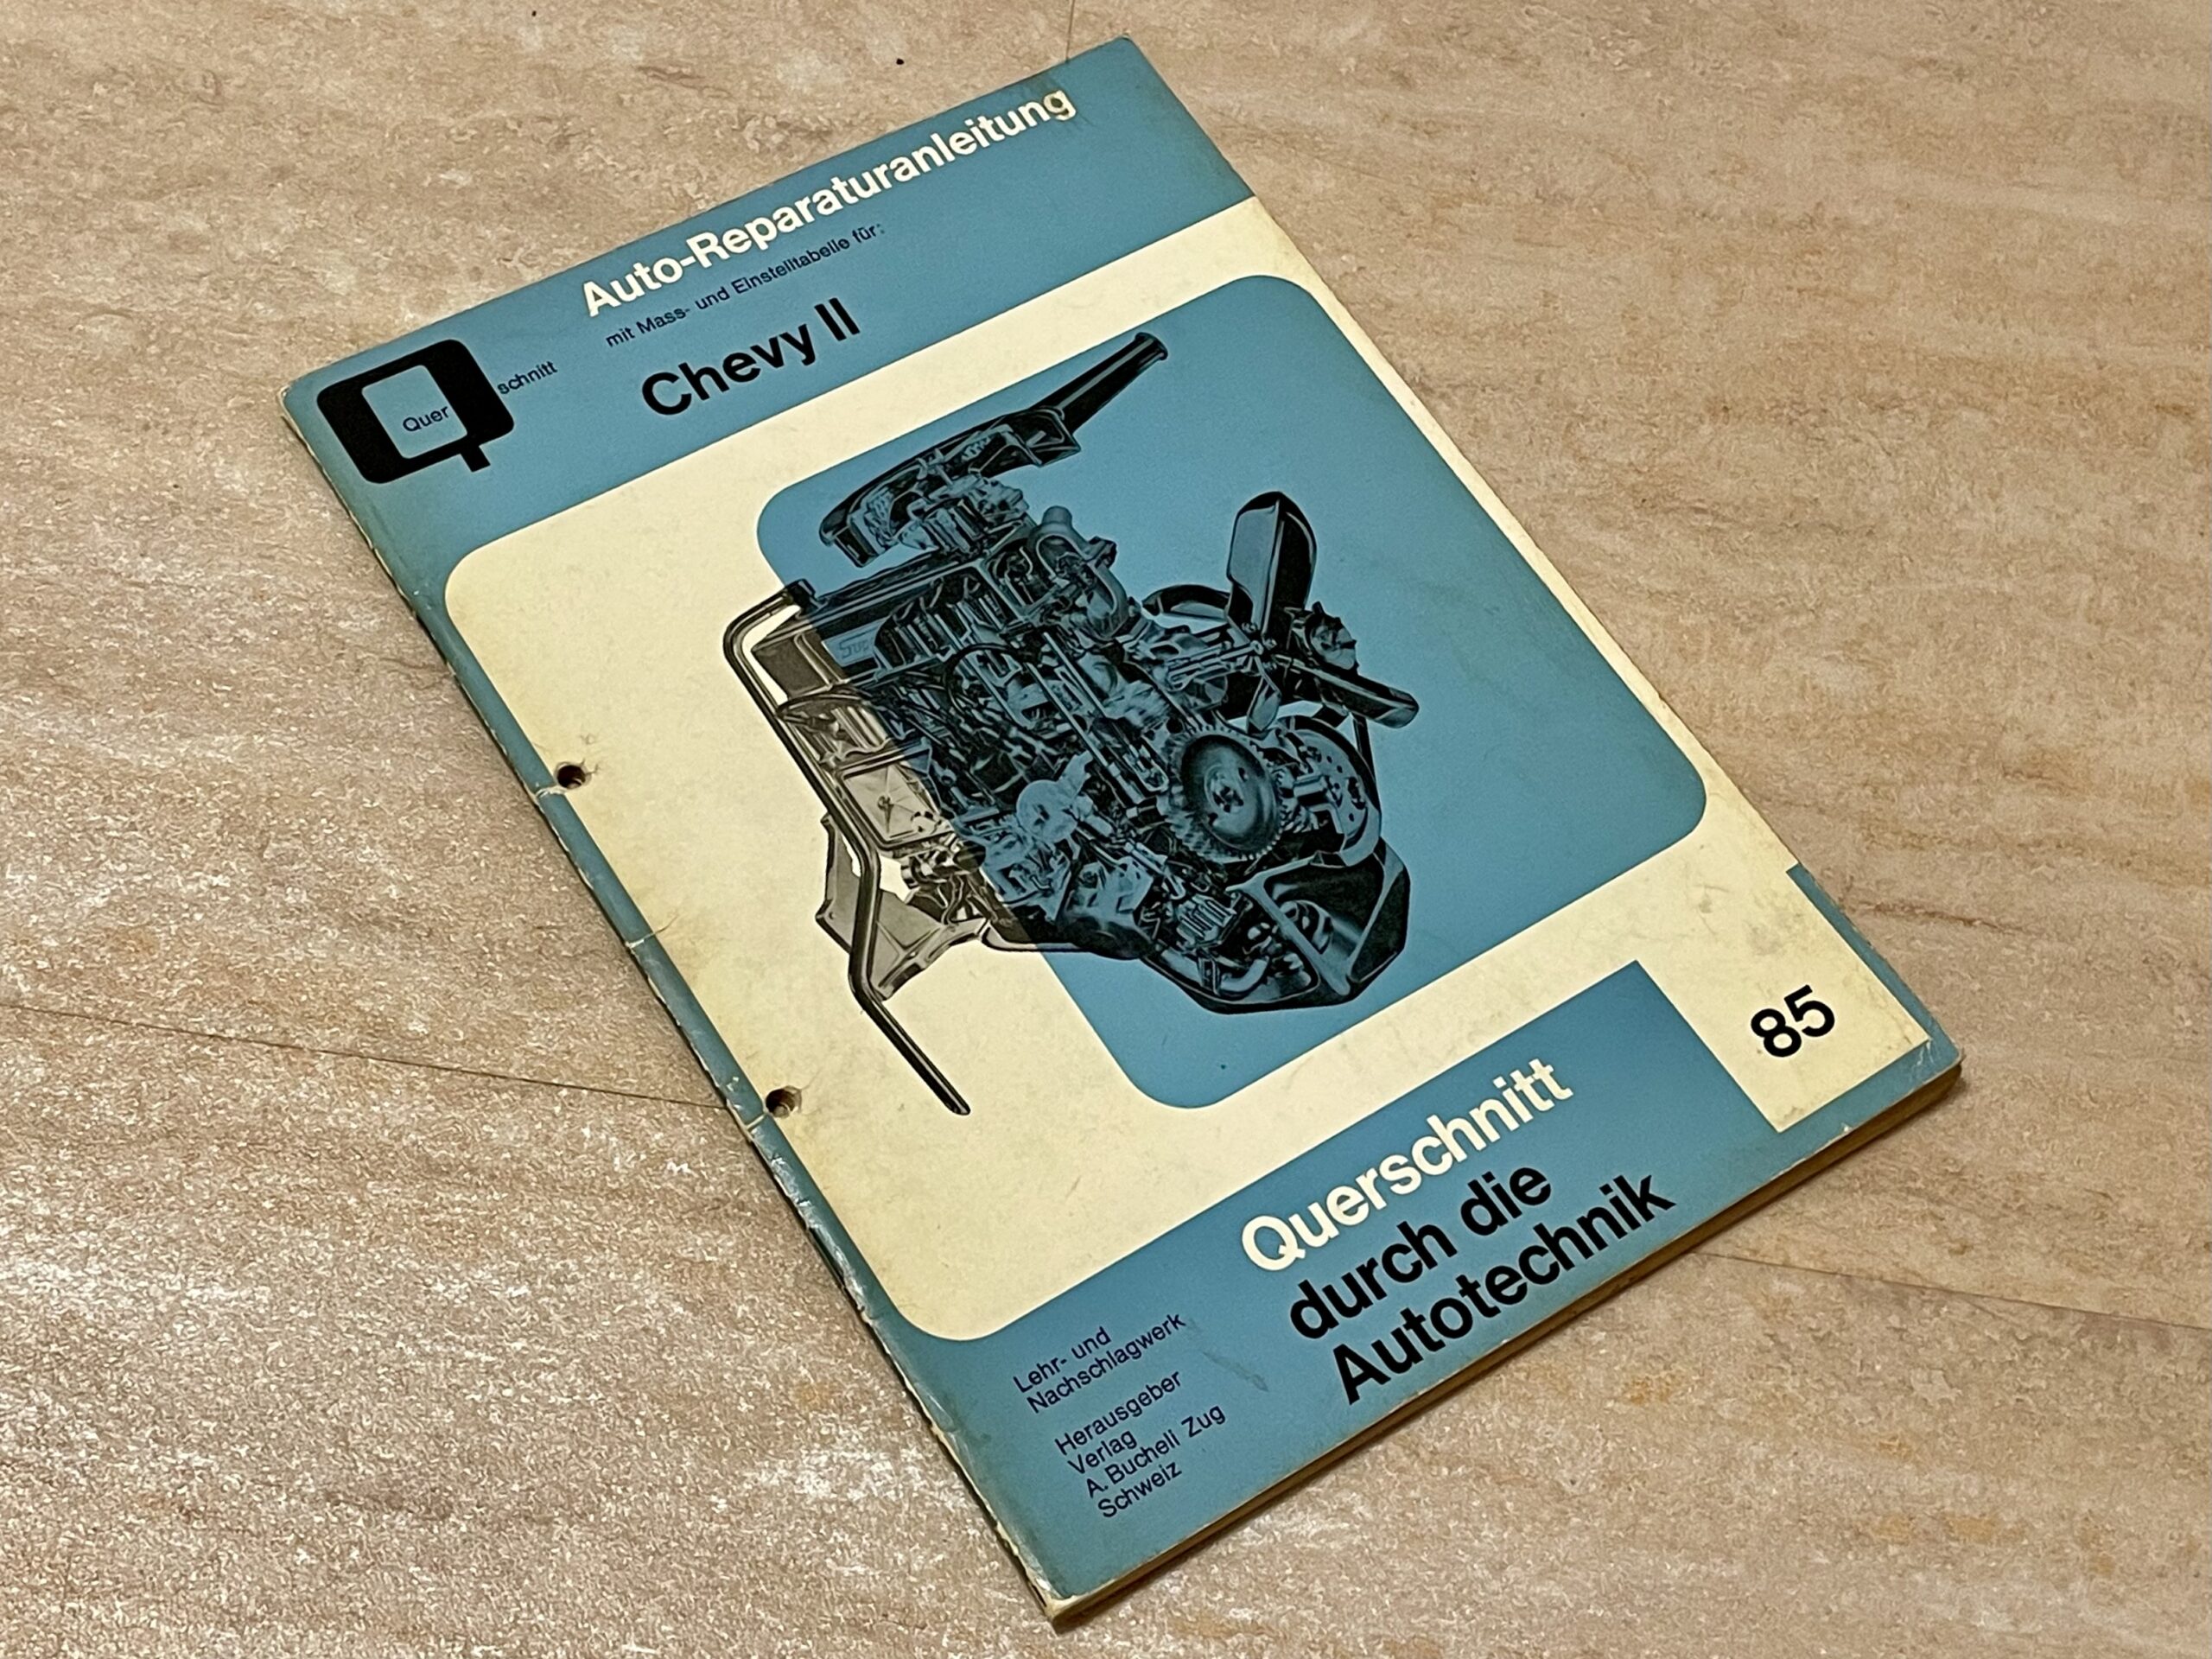 Auto-Reparaturanleitung
mit Mass- und Einstelltabelle für:
Chevy II
Quer
schnitt
85
Querschnitt
durch die
Autotechnik
Lehr- und
Nachschlagwerk
Herausgeber
Verlag
A. Bucheli Zug
Schweiz